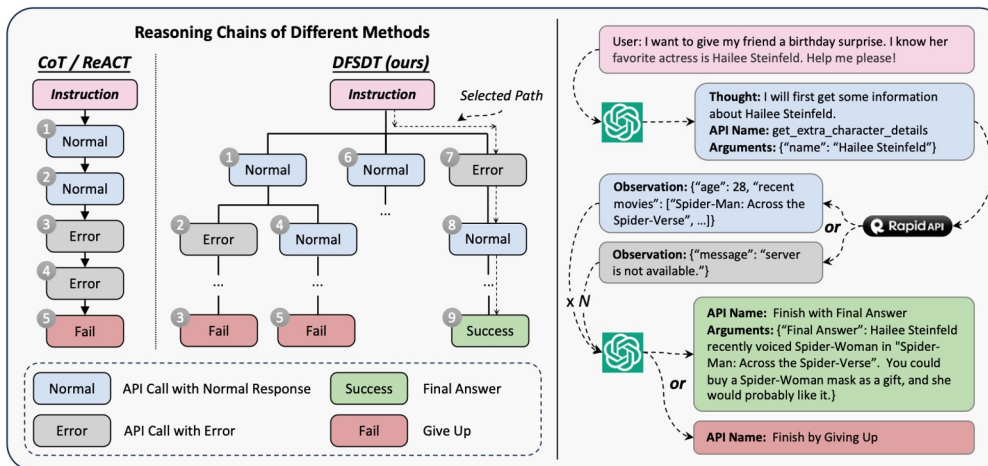 Reasoning Chains of Different Methods
CoT / ReACT
Instruction
1
Normal
2
Normal
3
Error
4
Error
5
Fail
DFSDT (ours)
Instruction
Selected Path
1
Normal
6
Normal
7
Error
...
2
Error
4
Normal
8
Normal
...
...
...
3
Fail
5
Fail
9
Success
Normal
API Call with Normal Response
Success
Final Answer
Error
API Call with Error
Fail
Give Up
User: I want to give my friend a birthday surprise. I know her
favorite actress is Hailee Steinfeld. Help me please!
Thought: I will first get some information
about Hailee Steinfeld.
API Name: get_extra_character_details
Arguments: {“name”: “Hailee Steinfeld”}
Observation: {“age”: 28, “recent
movies”: [“Spider-Man: Across the
Spider-Verse”, …]}
or
Rapid API
Observation: {“message”: “server
is not available.”}
x N
API Name: Finish with Final Answer
Arguments: {“Final Answer”: Hailee Steinfeld
recently voiced Spider-Woman in "Spider-
Man: Across the Spider-Verse”. You could
buy a Spider-Woman mask as a gift, and she
would probably like it.}
or
API Name: Finish by Giving Up